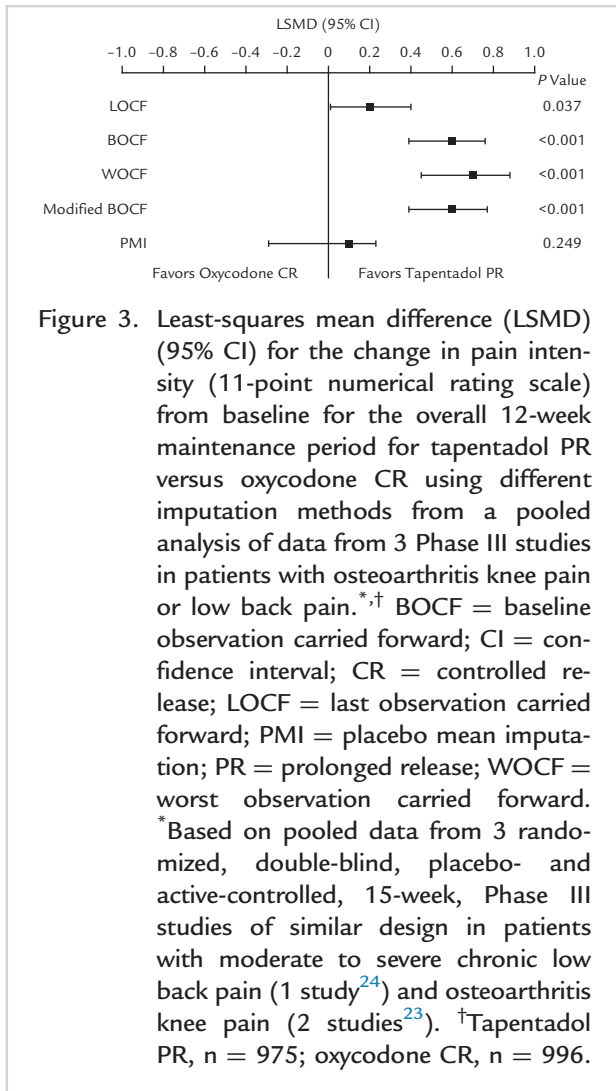 LSMD (95% CI)
−1.0 −0.8 −0.6 −0.4 −0.2 0 0.2 0.4 0.6 0.8 1.0
P Value
LOCF 0.037
BOCF <0.001
WOCF <0.001
Modified BOCF <0.001
PMI 0.249
Favors Oxycodone CR Favors Tapentadol PR
Figure 3. Least-squares mean difference (LSMD)
(95% CI) for the change in pain inten-
sity (11-point numerical rating scale)
from baseline for the overall 12-week
maintenance period for tapentadol PR
versus oxycodone CR using different
imputation methods from a pooled
analysis of data from 3 Phase III studies
in patients with osteoarthritis knee pain
or low back pain.*,† BOCF = baseline
observation carried forward; CI = con-
fidence interval; CR = controlled re-
lease; LOCF = last observation carried
forward; PMI = placebo mean imputa-
tion; PR = prolonged release; WOCF =
worst observation carried forward.
*Based on pooled data from 3 rando-
mized, double-blind, placebo- and
active-controlled, 15-week, Phase III
studies of similar design in patients
with moderate to severe chronic low
back pain (1 study24) and osteoarthritis
knee pain (2 studies23). †Tapentadol
PR, n = 975; oxycodone CR, n = 996.